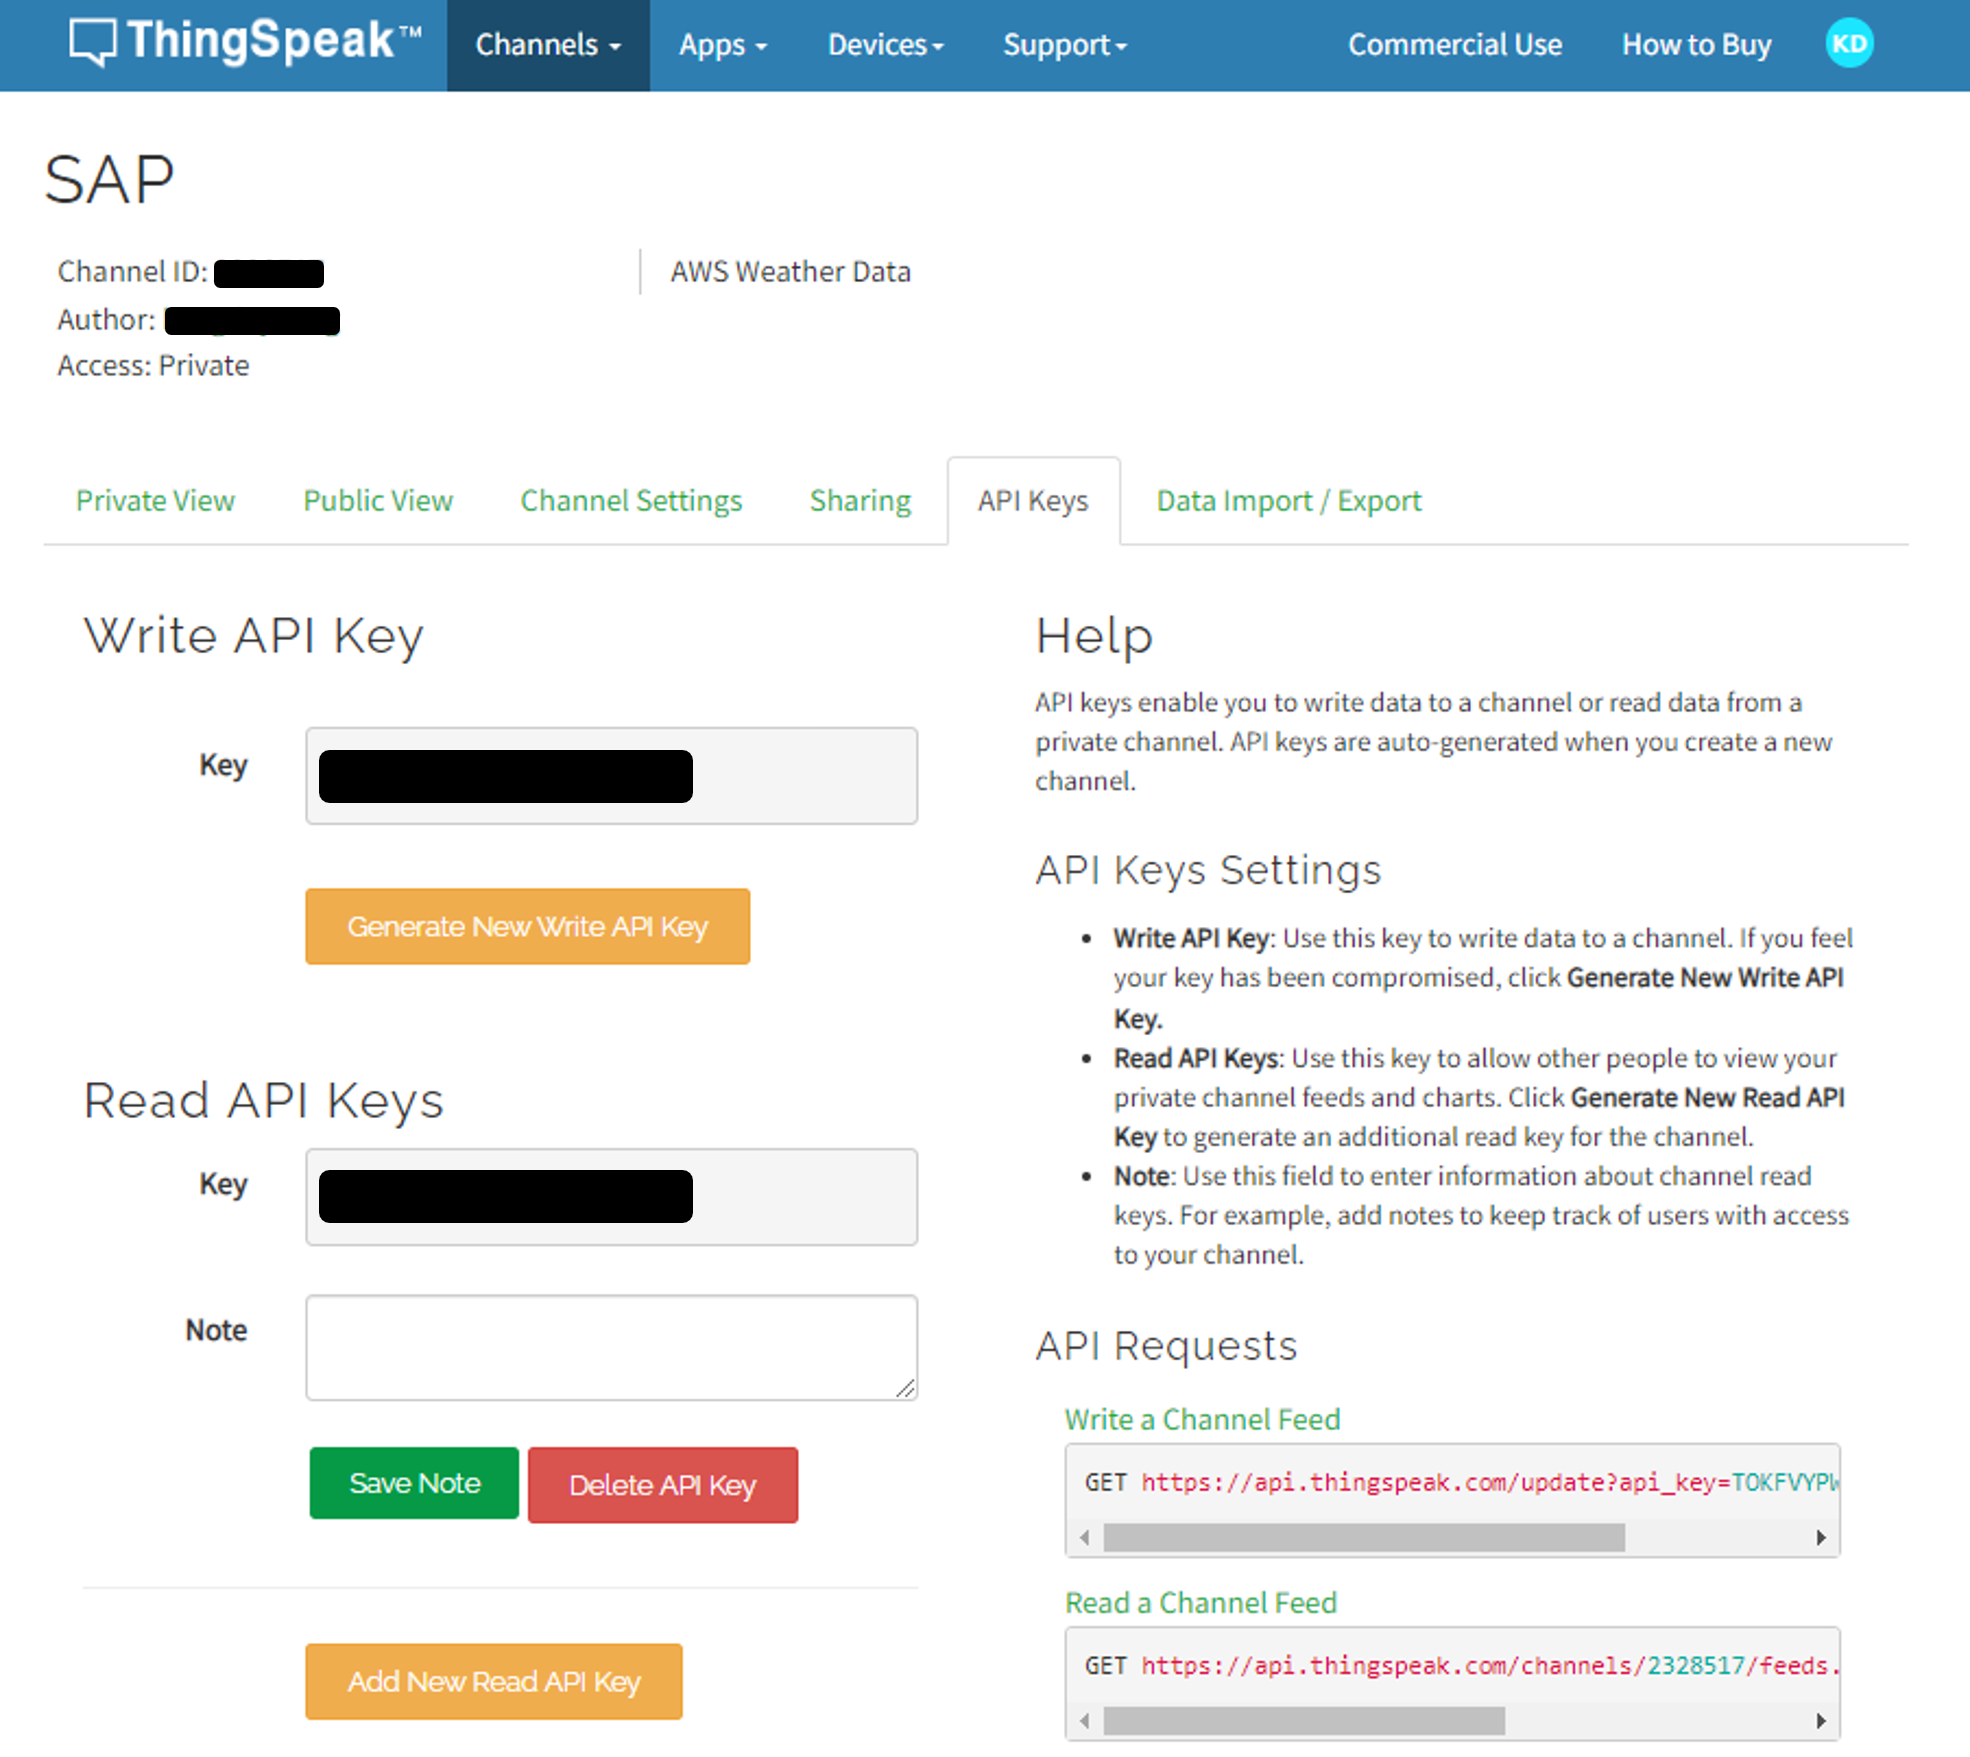 ThingSpeak™ Channels Apps Devices Support Commercial Use How to Buy KD
SAP
Channel ID:
AWS Weather Data
Author:
Access: Private
Private View Public View Channel Settings Sharing API Keys Data Import / Export
Write API Key
Key
Generate New Write API Key
Read API Keys
Key
Note
Save Note Delete API Key
Add New Read API Key
Help
API keys enable you to write data to a channel or read data from a
private channel. API keys are auto-generated when you create a new
channel.
API Keys Settings
• Write API Key: Use this key to write data to a channel. If you feel
your key has been compromised, click Generate New Write API
Key.
• Read API Keys: Use this key to allow other people to view your
private channel feeds and charts. Click Generate New Read API
Key to generate an additional read key for the channel.
• Note: Use this field to enter information about channel read
keys. For example, add notes to keep track of users with access
to your channel.
API Requests
Write a Channel Feed
GET https://api.thingspeak.com/update?api_key=TOKFVYPW
Read a Channel Feed
GET https://api.thingspeak.com/channels/2328517/feeds.